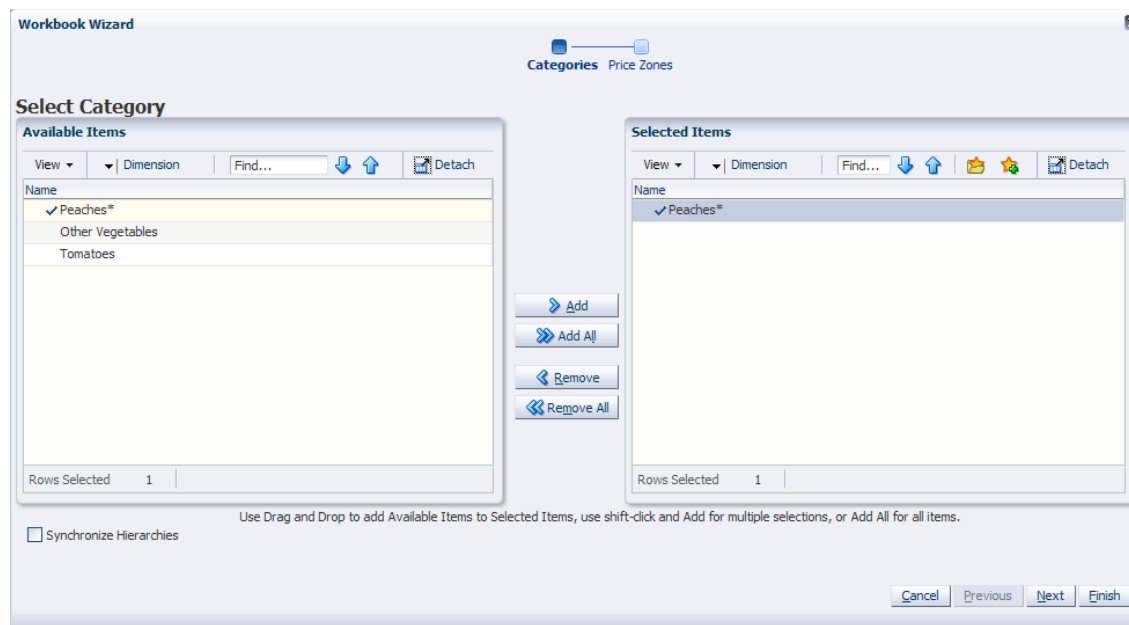 Workbook Wizard
Categories Price Zones
Select Category
Available Items
View Dimension Find... Detach
Name
Peaches*
Other Vegetables
Tomatoes
Rows Selected 1
Add
Add All
Remove
Remove All
Selected Items
View Dimension Find... Detach
Name
Peaches*
Rows Selected 1
Use Drag and Drop to add Available Items to Selected Items, use shift-click and Add for multiple selections, or Add All for all items.
Synchronize Hierarchies
Cancel Previous Next Finish